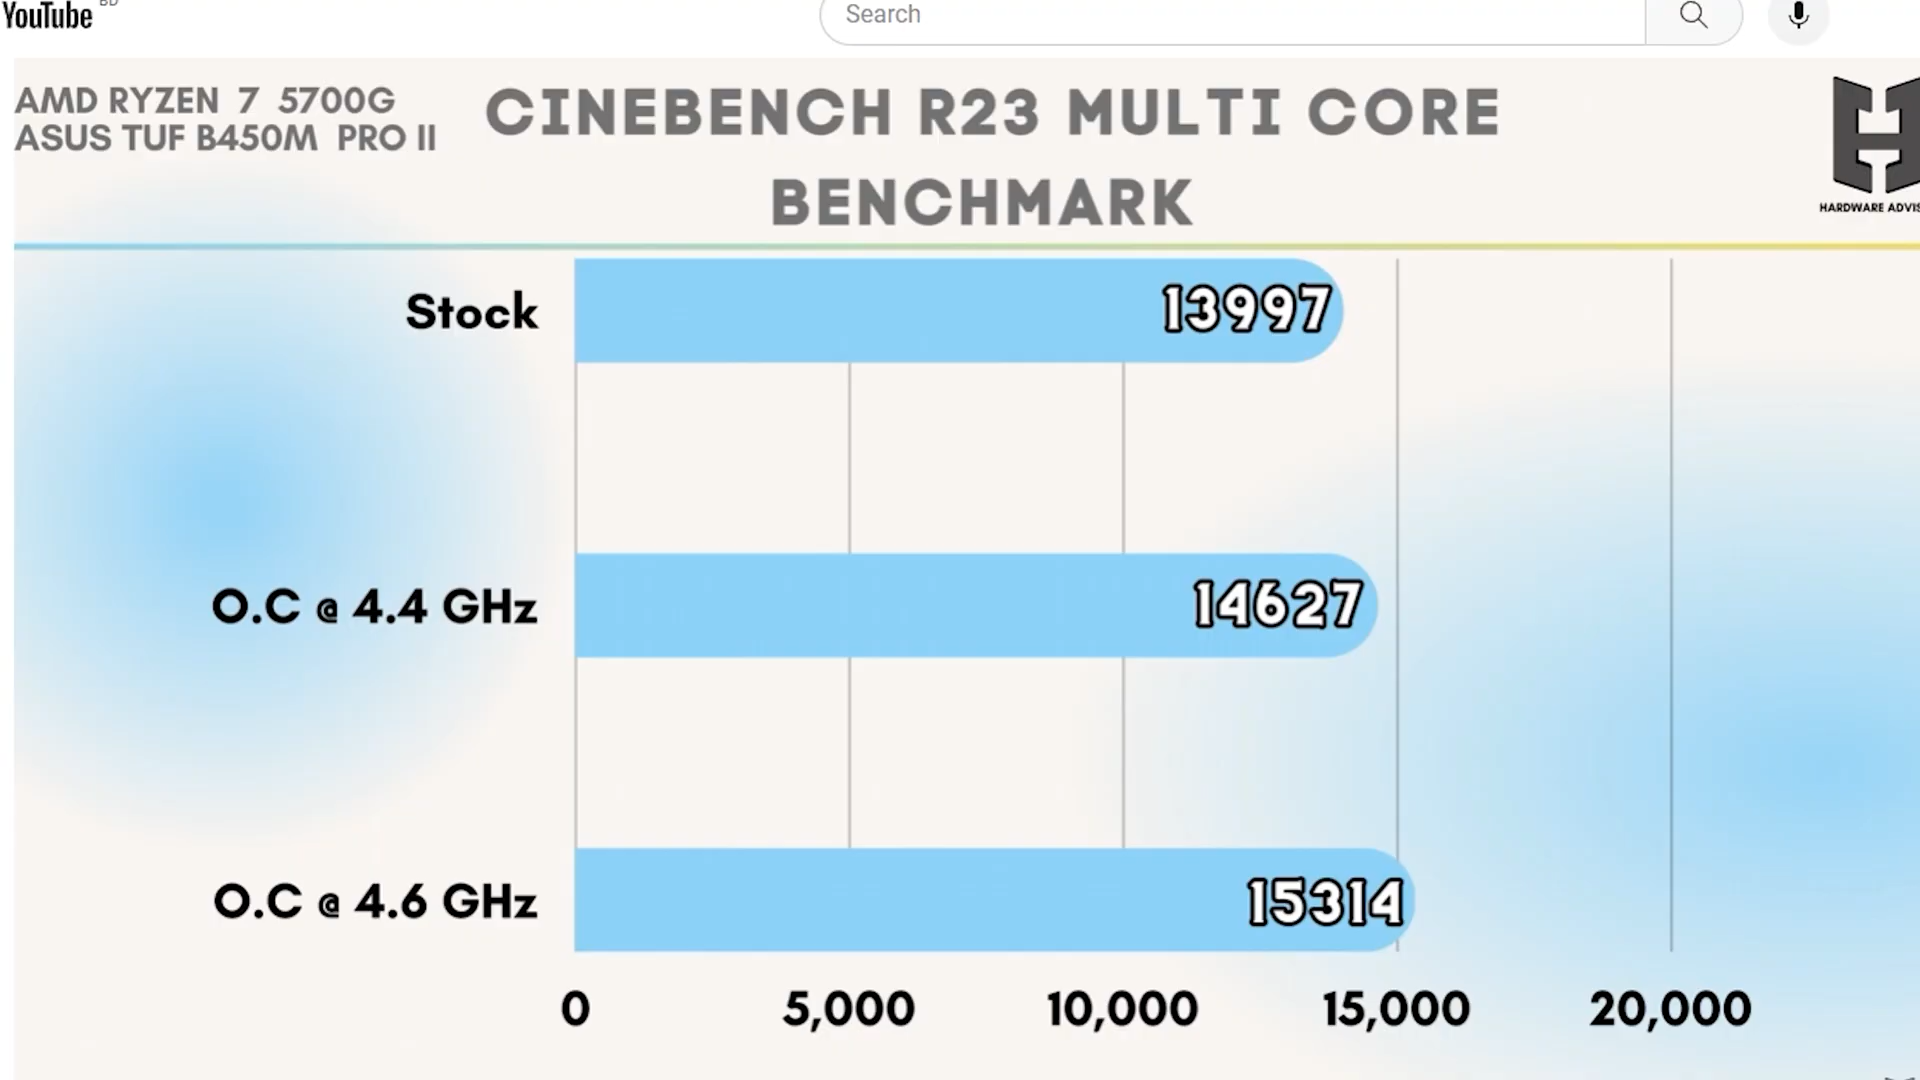 YouTube BD
Search
AMD RYZEN 7 5700G
ASUS TUF B450M PRO II
CINEBENCH R23 MULTI CORE
BENCHMARK
HARDWARE
Stock
13997
O.C @ 4.4 GHz
14627
O.C @ 4.6 GHz
15314
0 5,000 10,000 15,000 20,000